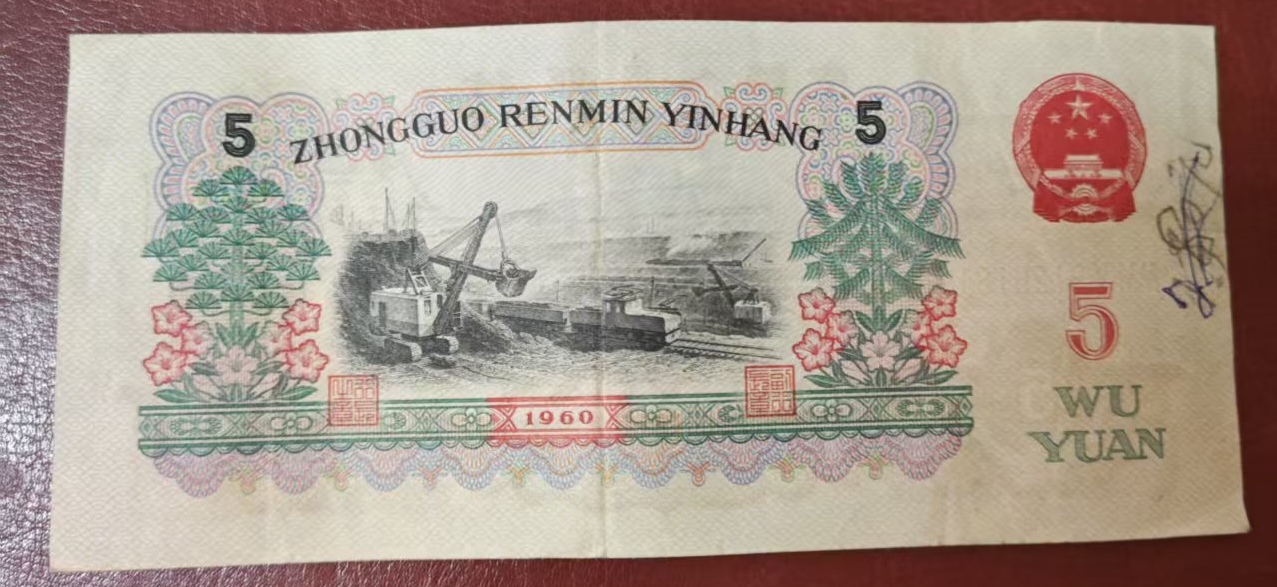 5 ZHONGGUO RENMIN YINHANG 5
1960
5
WU
YUAN